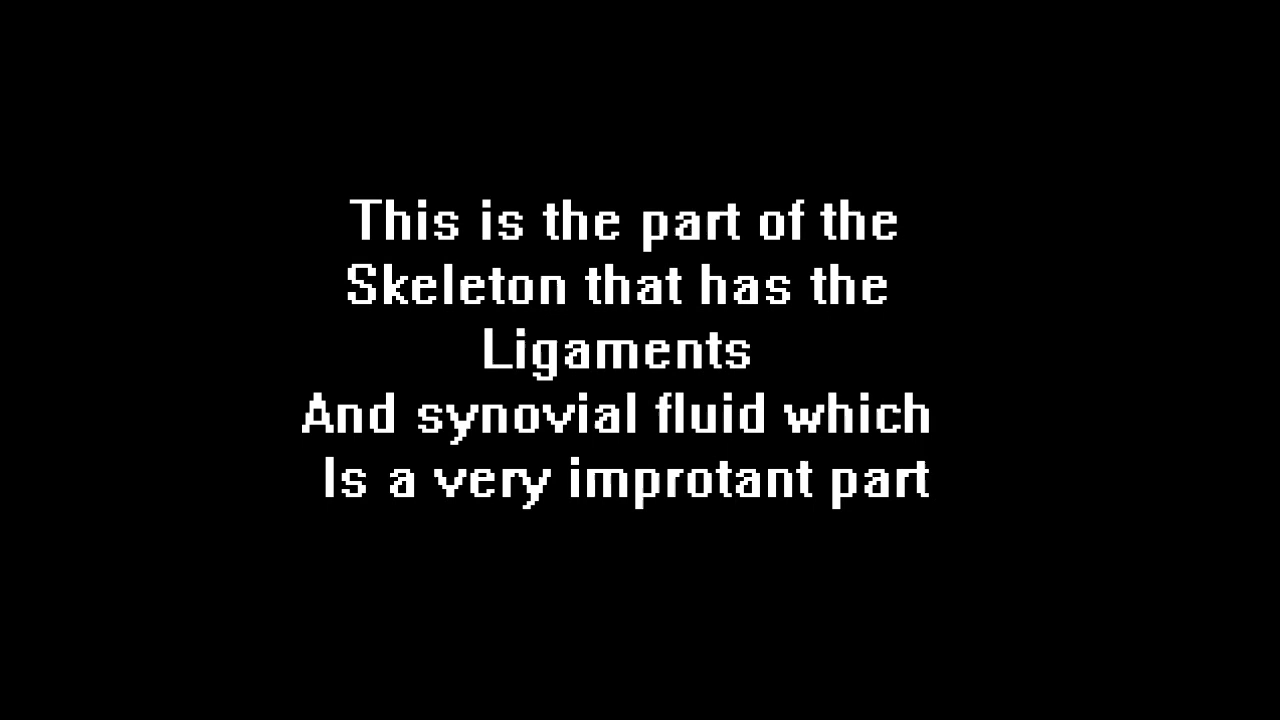 This is the part of the
Skeleton that has the
Ligaments
And synovial fluid which
Is a very improtant part